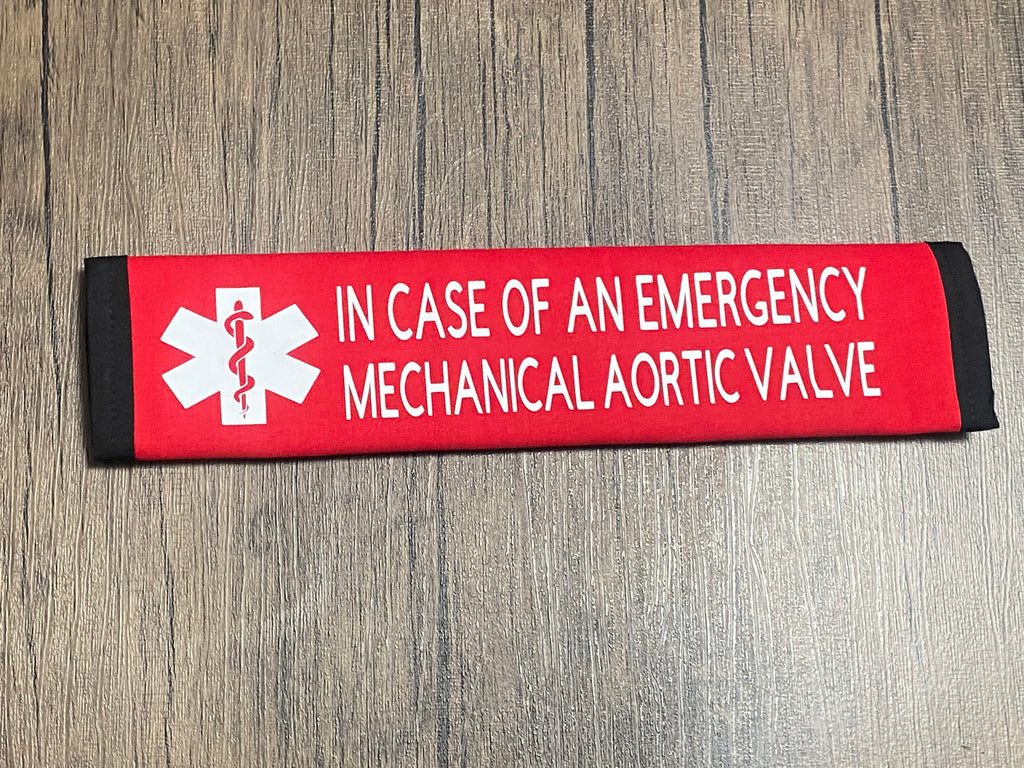 IN CASE OF AN EMERGENCY
MECHANICAL AORTIC VALVE